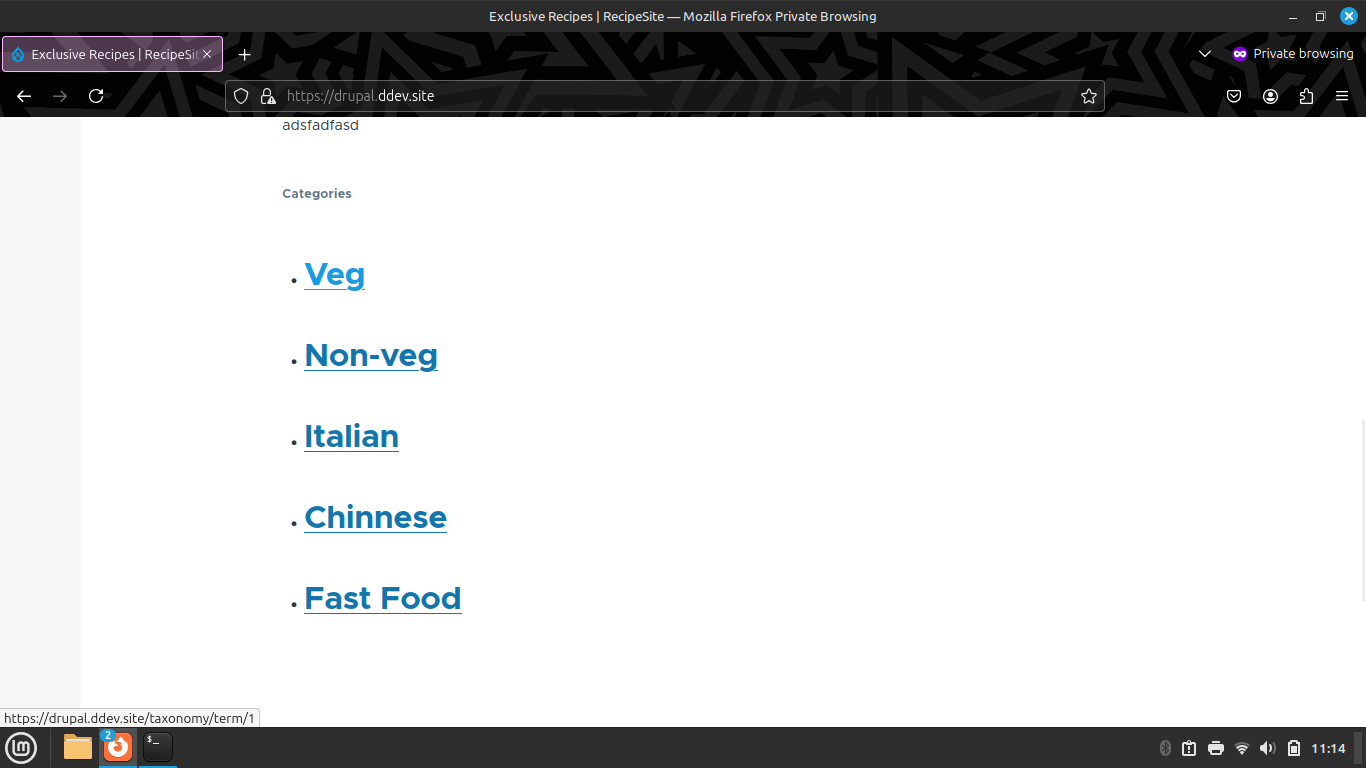 Exclusive Recipes | RecipeSite — Mozilla Firefox Private Browsing
Exclusive Recipes | RecipeSit
Private browsing
https://drupal.ddev.site
adsfadfasd
Categories
• Veg
• Non-veg
• Italian
• Chinnese
• Fast Food
https://drupal.ddev.site/taxonomy/term/1
2
$_
11:14